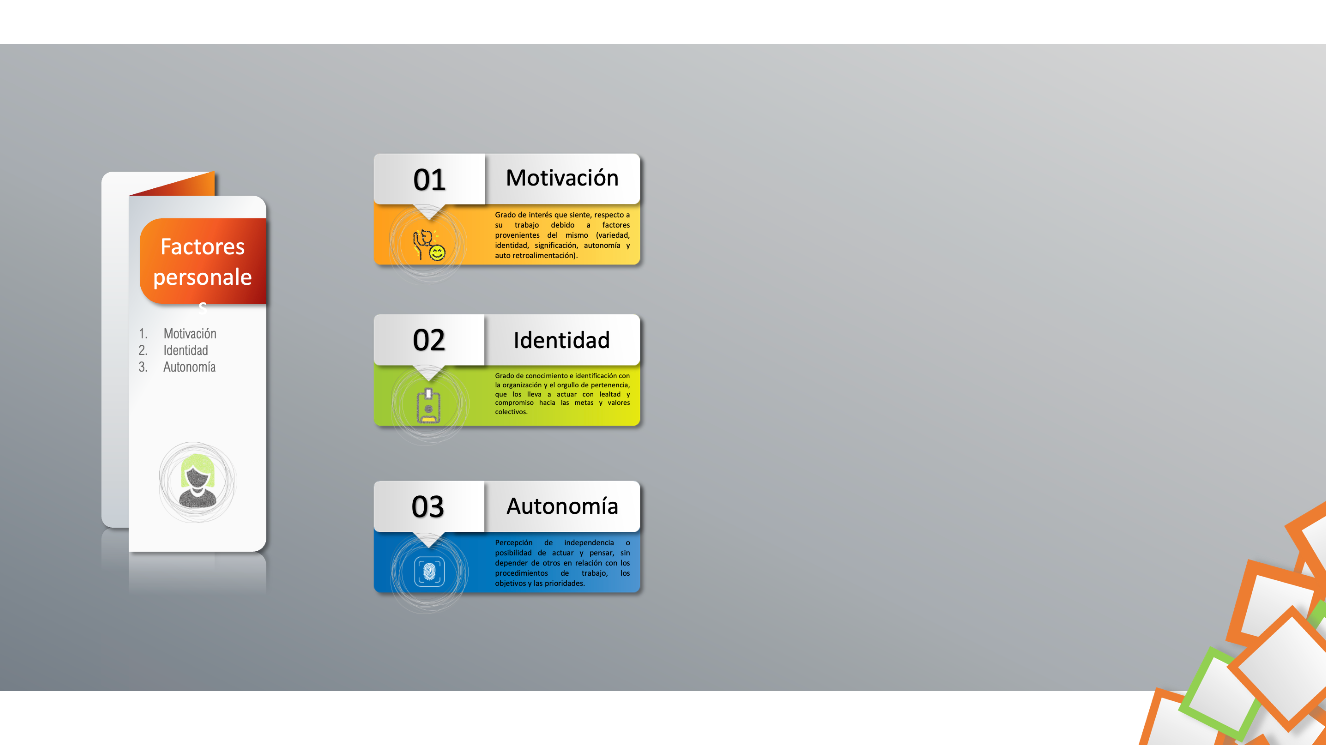 Factores
personale
s
1. Motivación
2. Identidad
3. Autonomía
01
Motivación
Grado de interés que siente, respecto a
su trabajo debido a factores
provenientes del mismo (variedad,
identidad, significación, autonomía y
auto retroalimentación).
02
Identidad
Grado de conocimiento e identificación con
la organización y el orgullo de pertenencia,
que los lleva a actuar con lealtad y
compromiso hacia las metas y valores
colectivos.
03
Autonomía
Percepción de independencia o
posibilidad de actuar y pensar, sin
depender de otros en relación con los
procedimientos de trabajo, los
objetivos y las prioridades.